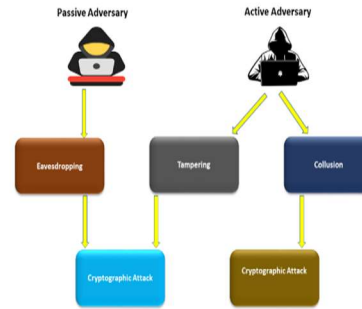 Passive Adversary
Active Adversary
Eavesdropping
Tampering
Collusion
Cryptographic Attack
Cryptographic Attack